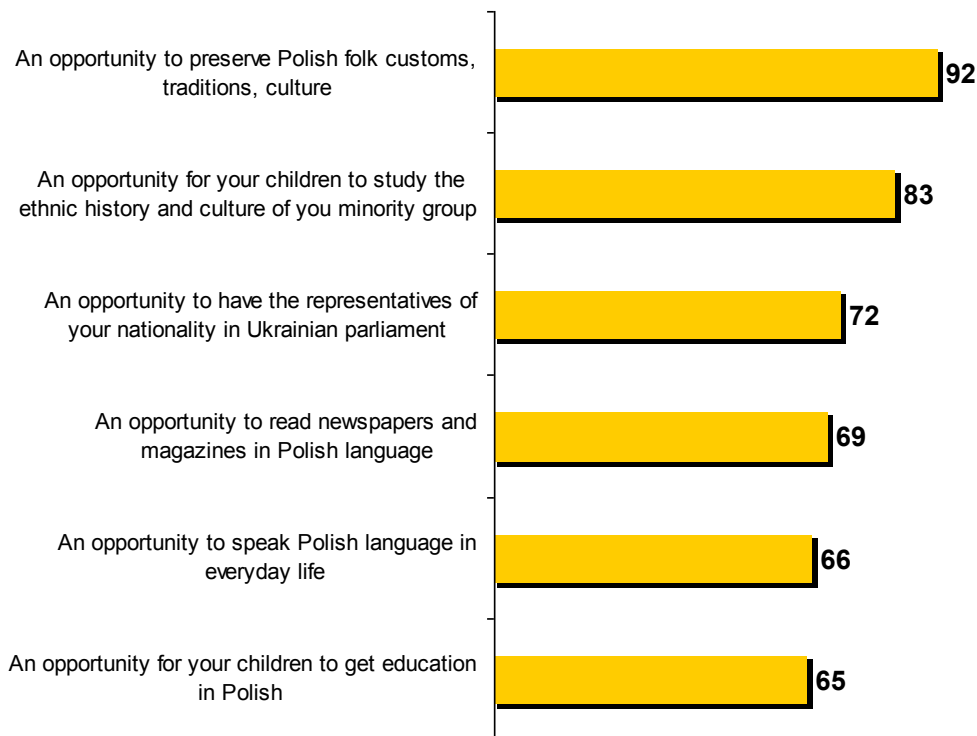 An opportunity to preserve Polish folk customs,
traditions, culture
92
An opportunity for your children to study the
ethnic history and culture of you minority group
83
An opportunity to have the representatives of
your nationality in Ukrainian parliament
72
An opportunity to read newspapers and
magazines in Polish language
69
An opportunity to speak Polish language in
everyday life
66
An opportunity for your children to get education
in Polish
65